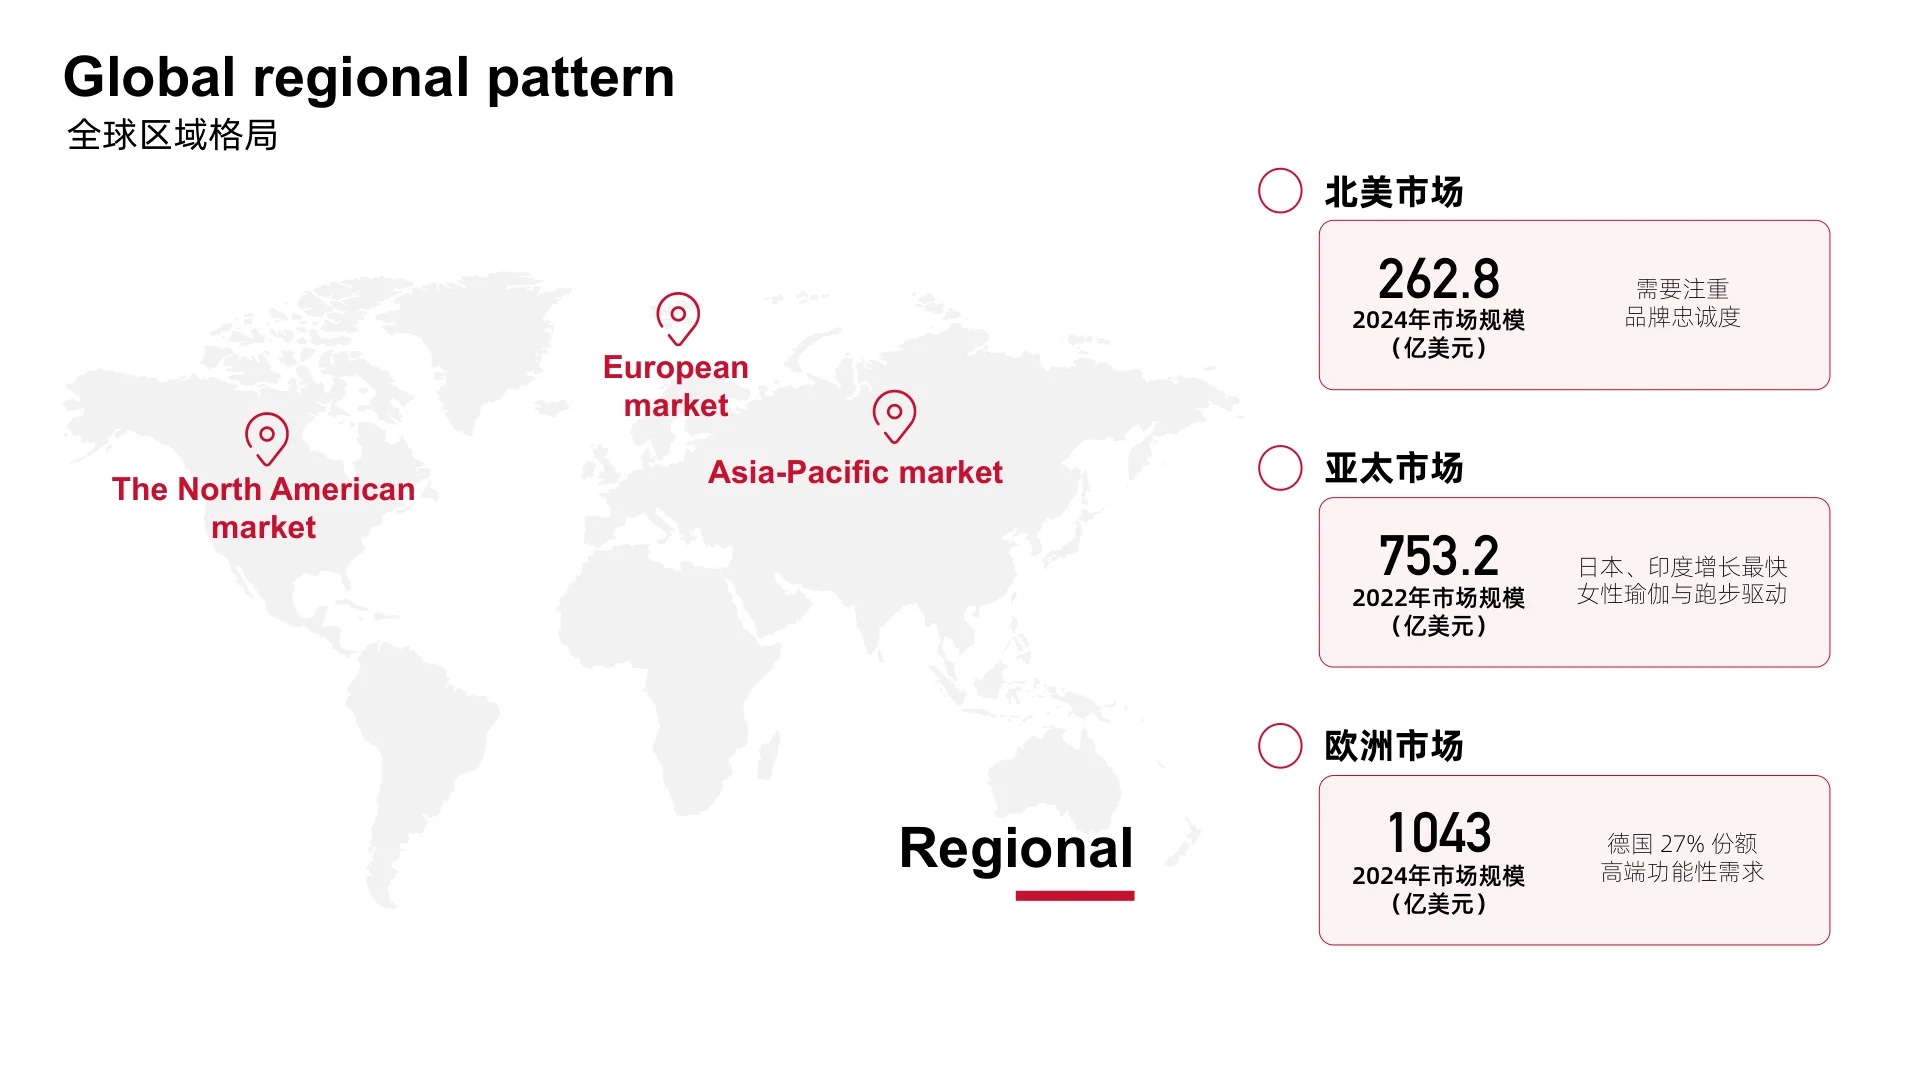 Global regional pattern
全球区域格局
European
market
Asia-Pacific market
The North American
market
Regional
北美市场
262.8
2024年市场规模
（亿美元）
需要注重
品牌忠诚度
亚太市场
753.2
2022年市场规模
（亿美元）
日本、印度增长最快
女性瑜伽与跑步驱动
欧洲市场
1043
2024年市场规模
（亿美元）
德国 27% 份额
高端功能性需求